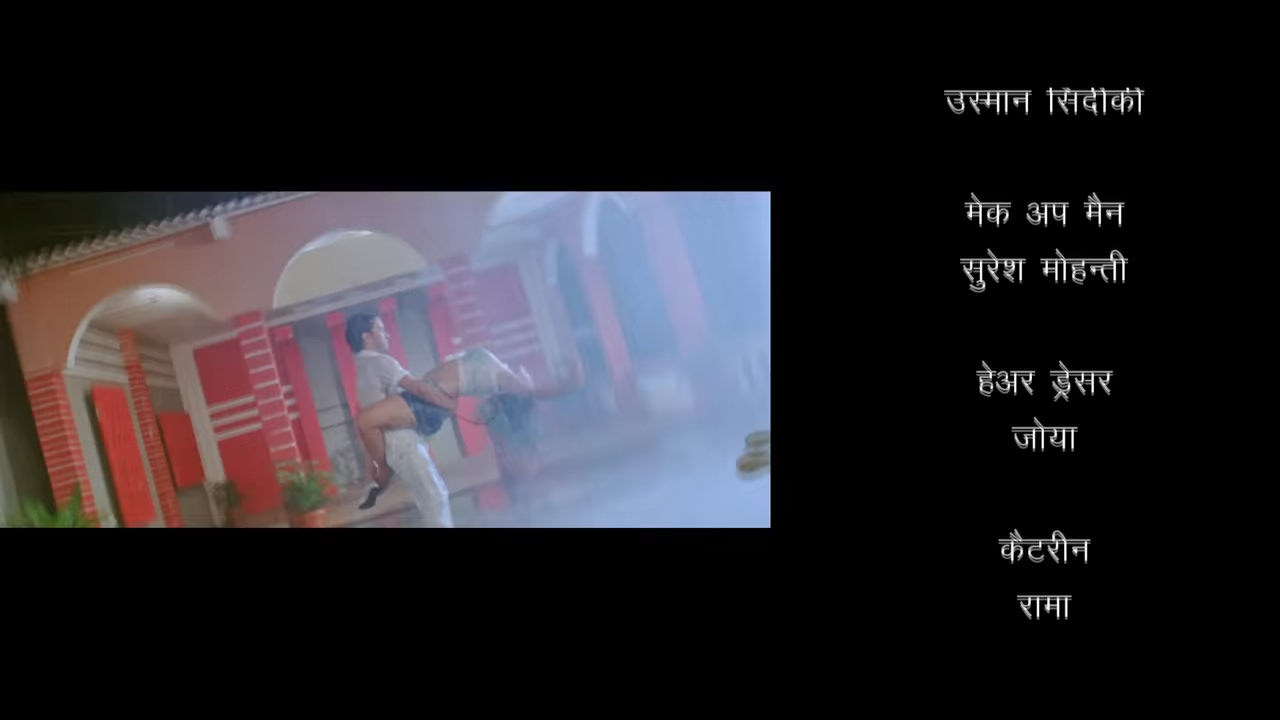 उस्मान सिदीकी
मेक अप मैन
सुरेश मोहन्ती
हेअर ड्रेसर
जोया
कैटरीन
रामा